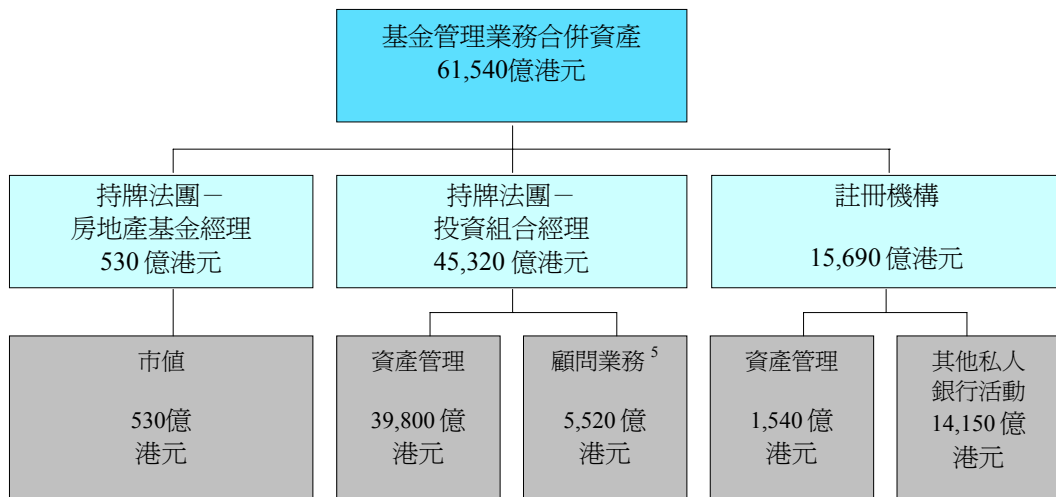 基金管理業務合併資產
61,540億港元
持牌法團－
房地產基金經理
530 億港元
持牌法團－
投資組合經理
45,320 億港元
註冊機構
15,690 億港元
市值
530億
港元
資產管理
39,800 億
港元
顧問業務 5
5,520 億
港元
資產管理
1,540 億
港元
其他私人
銀行活動
14,150 億
港元